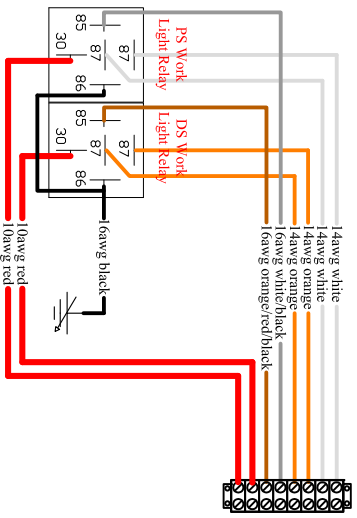 PS Work
Light Relay
85
30
87
87
86
DS Work
Light Relay
85
30
87
87
86
10awg red
10awg red
16awg black
16awg orange/red/black
16awg white/black
14awg orange
14awg orange
14awg white
14awg white